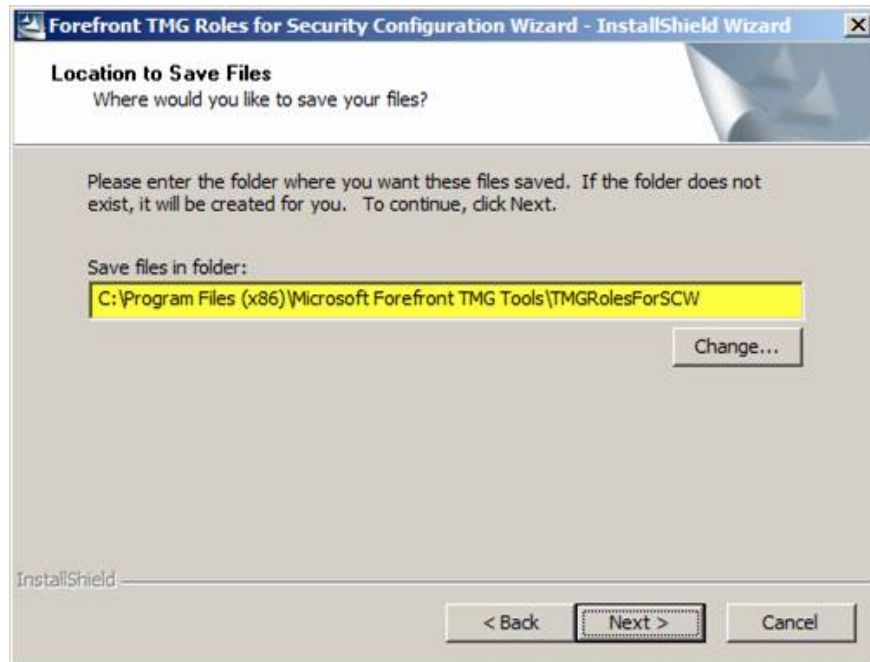 Forefront TMG Roles for Security Configuration Wizard - InstallShield Wizard
Location to Save Files
Where would you like to save your files?
Please enter the folder where you want these files saved. If the folder does not
exist, it will be created for you. To continue, click Next.
Save files in folder:
C:\Program Files (x86)\Microsoft Forefront TMG Tools\TMGRolesForSCW
Change...
InstallShield
< Back
Next >
Cancel